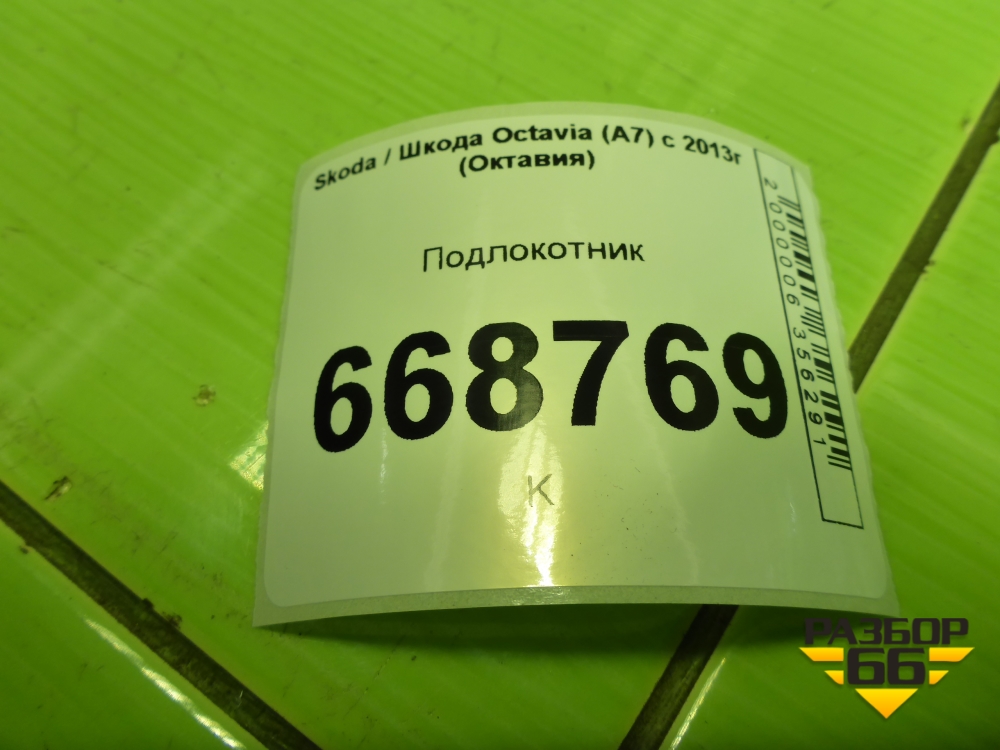 Skoda / Шкода Octavia (A7) с 2013г
(Октавия)
Подлокотник
668769
К
2000006356291
РАЗБОР
66